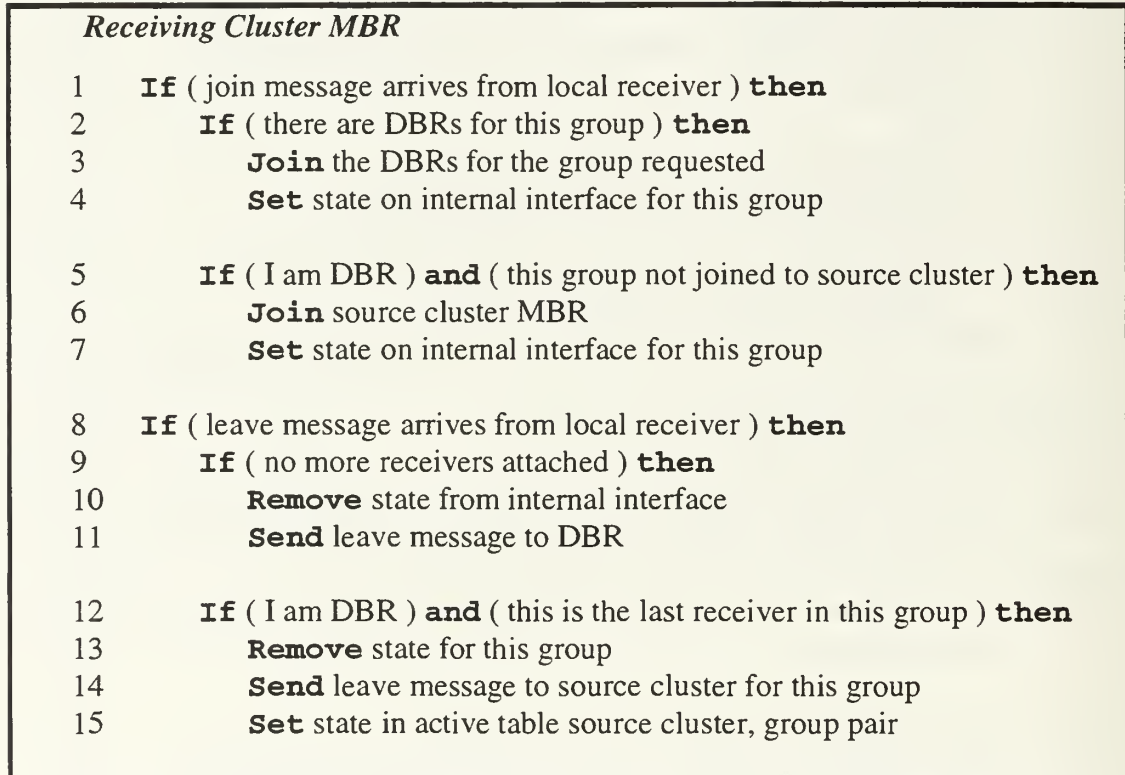 Receiving Cluster MBR
1 If ( join message arrives from local receiver ) then
2 If ( there are DBRs for this group ) then
3 Join the DBRs for the group requested
4 Set state on internal interface for this group
5 If ( I am DBR ) and ( this group not joined to source cluster ) then
6 Join source cluster MBR
7 Set state on internal interface for this group
8 If ( leave message arrives from local receiver ) then
9 If ( no more receivers attached ) then
10 Remove state from internal interface
11 Send leave message to DBR
12 If ( I am DBR ) and ( this is the last receiver in this group ) then
13 Remove state for this group
14 Send leave message to source cluster for this group
15 Set state in active table source cluster, group pair